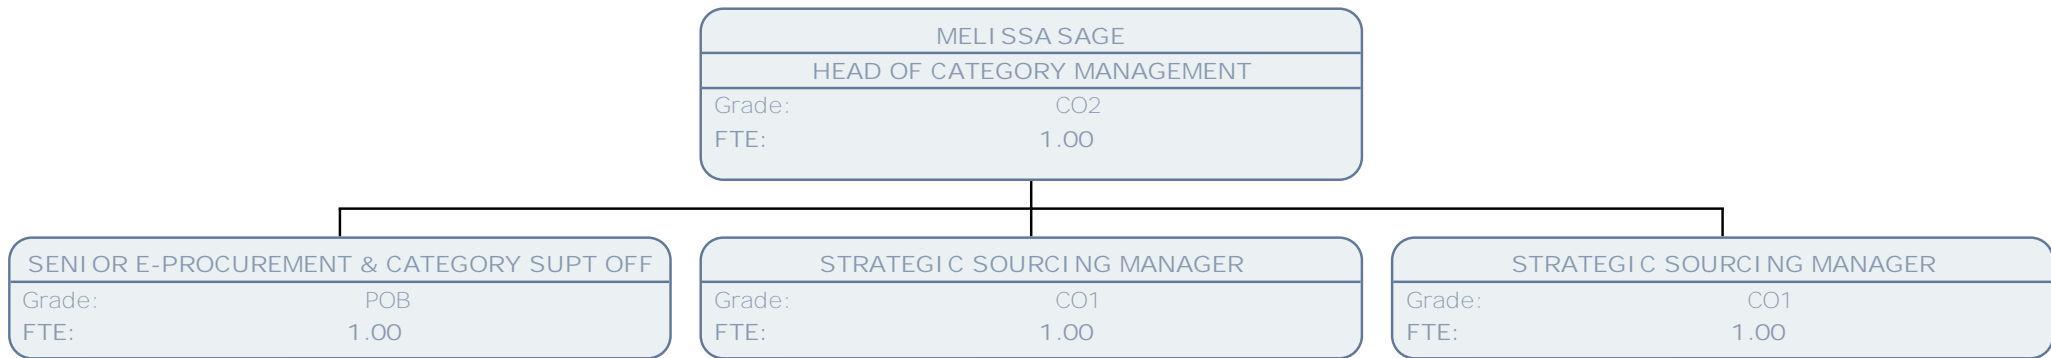 MELISSA SAGE
HEAD OF CATEGORY MANAGEMENT
Grade: CO2
FTE: 1.00
SENIOR E-PROCUREMENT & CATEGORY SUPT OFF
Grade: POB
FTE: 1.00
STRATEGIC SOURCING MANAGER
Grade: CO1
FTE: 1.00
STRATEGIC SOURCING MANAGER
Grade: CO1
FTE: 1.00